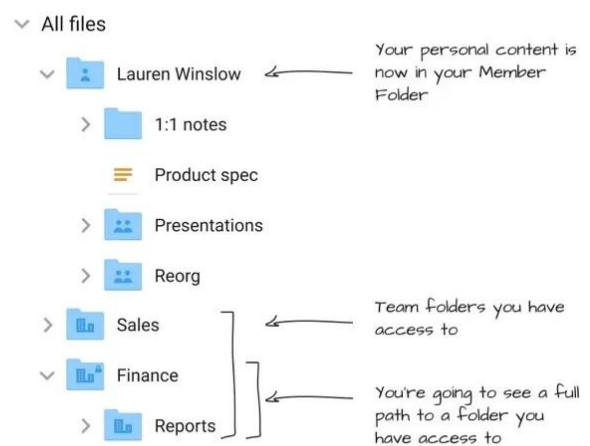 All files
Lauren Winslow
Your personal content is
now in your Member
Folder
1:1 notes
Product spec
Presentations
Reorg
Sales
Team folders you have
access to
Finance
Reports
You're going to see a full
path to a folder you
have access to